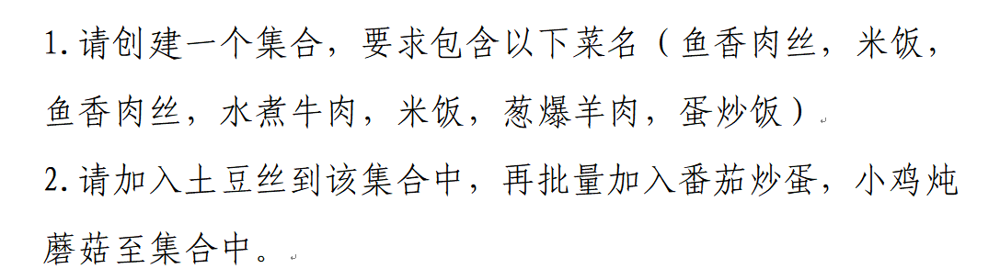 1.请创建一个集合，要求包含以下菜名（鱼香肉丝，米饭，
鱼香肉丝，水煮牛肉，米饭，葱爆羊肉，蛋炒饭）
2.请加入土豆丝到该集合中，再批量加入番茄炒蛋，小鸡炖
蘑菇至集合中。